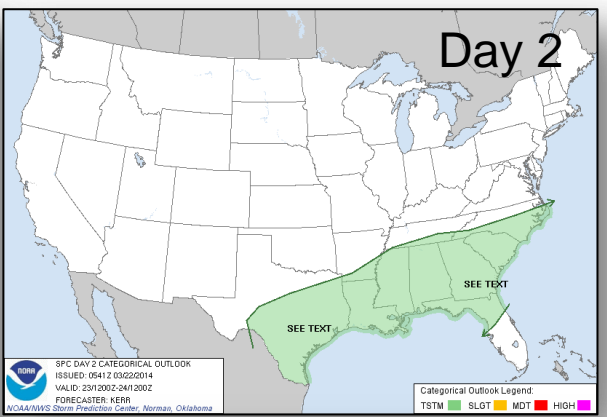 Day 2
SEE TEXT
SEE TEXT
NOAA
SPC DAY 2 CATEGORICAL OUTLOOK
ISSUED: 0541Z 03/22/2014
VALID: 23/1200Z-24/1200Z
FORECASTER: KERR
NOAA/NWS Storm Prediction Center, Norman, Oklahoma
Categorical Outlook Legend:
TSTM SLGT MDT HIGH